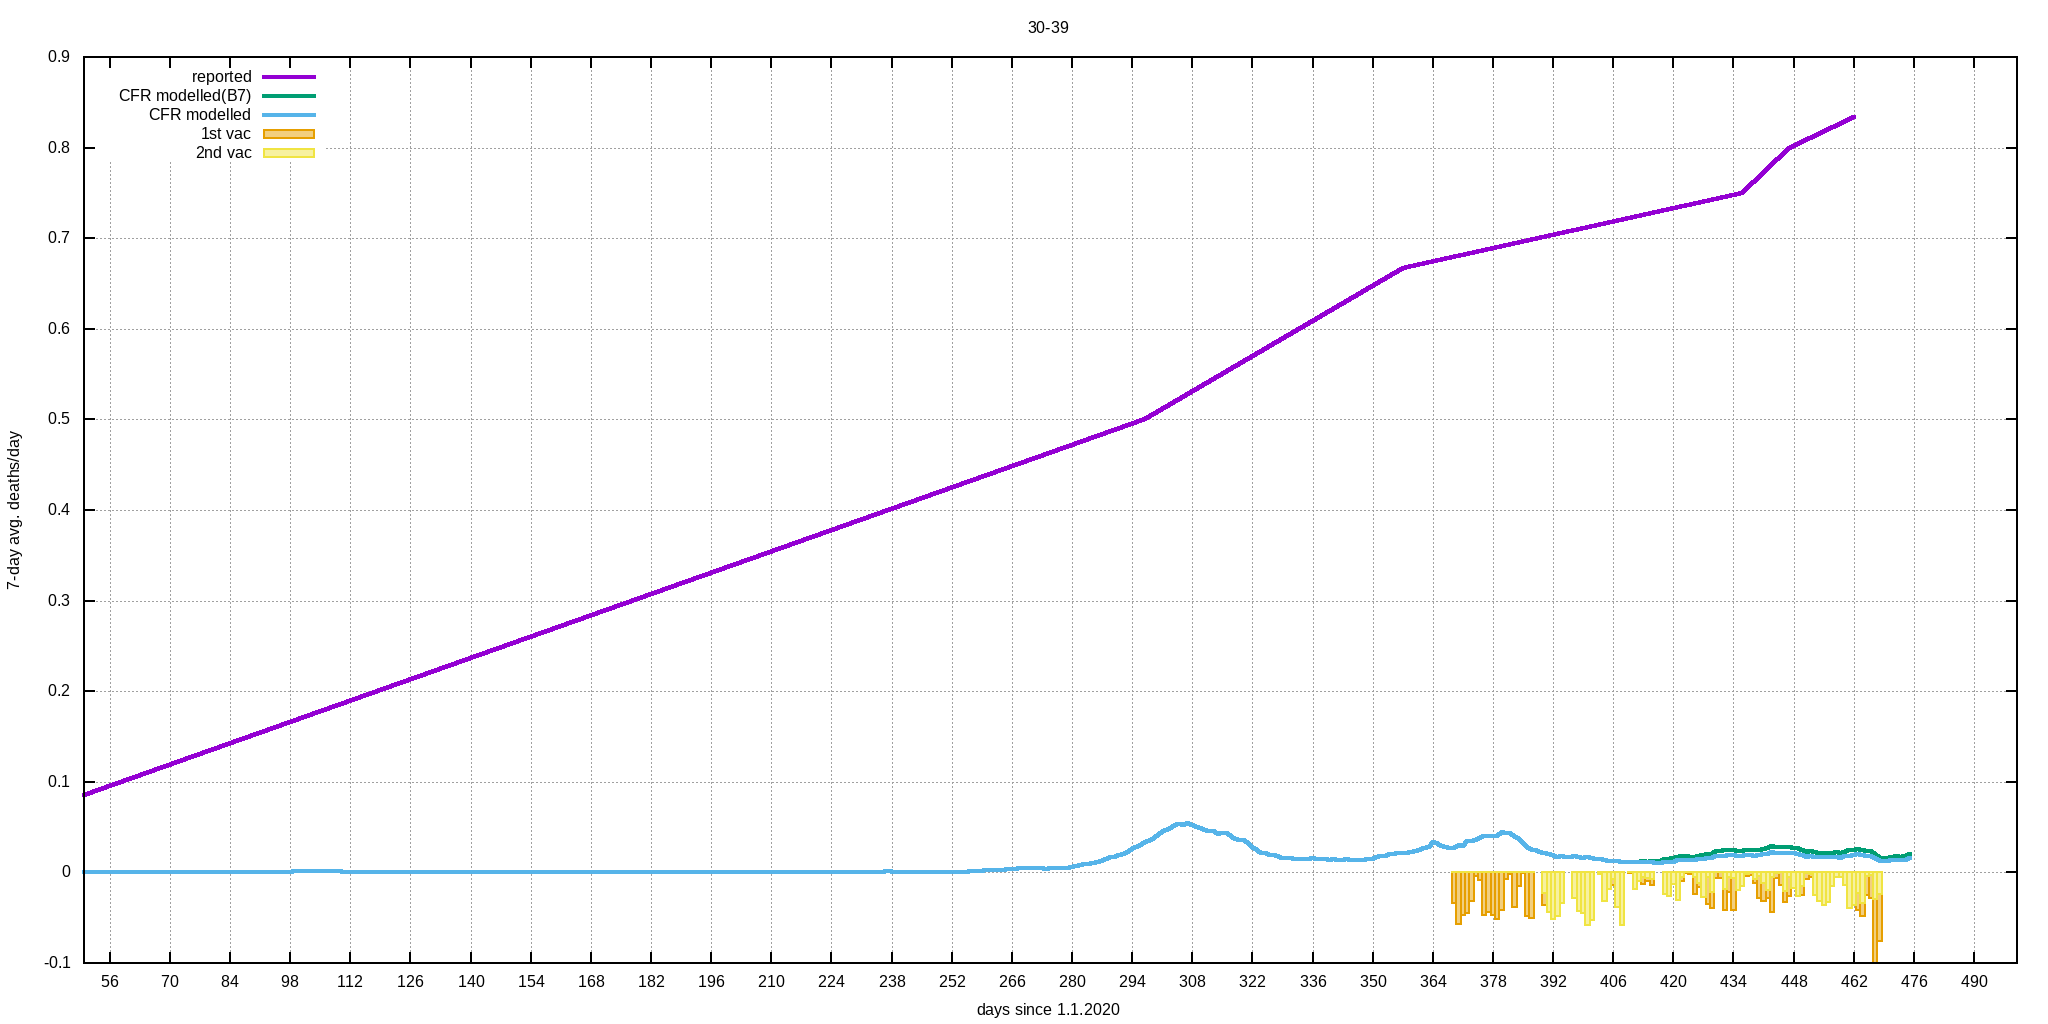 30-39
0.9
0.8
0.7
0.6
0.5
0.4
0.3
0.2
0.1
0
-0.1
7-day avg. deaths/day
reported
CFR modelled(B7)
CFR modelled
1st vac
2nd vac
56 70 84 98 112 126 140 154 168 182 196 210 224 238 252 266 280 294 308 322 336 350 364 378 392 406 420 434 448 462 476 490
days since 1.1.2020